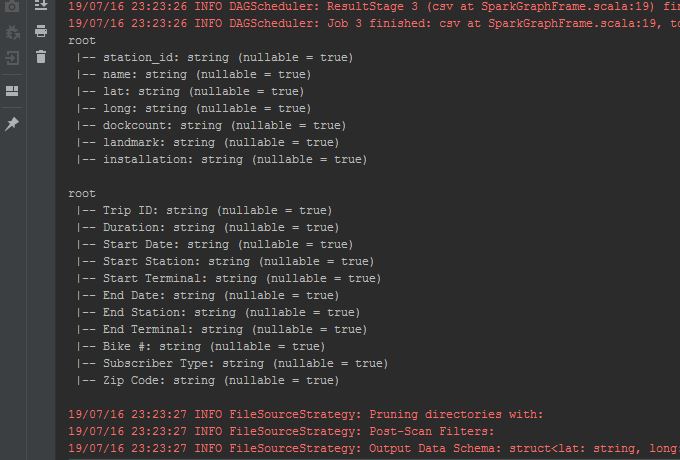 19/07/16 23:23:26 INFO DAGScheduler: ResultStage 3 (csv at SparkGraphFrame.scala:19) fin
19/07/16 23:23:26 INFO DAGScheduler: Job 3 finished: csv at SparkGraphFrame.scala:19, to
root
 |-- station_id: string (nullable = true)
 |-- name: string (nullable = true)
 |-- lat: string (nullable = true)
 |-- long: string (nullable = true)
 |-- dockcount: string (nullable = true)
 |-- landmark: string (nullable = true)
 |-- installation: string (nullable = true)
root
 |-- Trip ID: string (nullable = true)
 |-- Duration: string (nullable = true)
 |-- Start Date: string (nullable = true)
 |-- Start Station: string (nullable = true)
 |-- Start Terminal: string (nullable = true)
 |-- End Date: string (nullable = true)
 |-- End Station: string (nullable = true)
 |-- End Terminal: string (nullable = true)
 |-- Bike #: string (nullable = true)
 |-- Subscriber Type: string (nullable = true)
 |-- Zip Code: string (nullable = true)
19/07/16 23:23:27 INFO FileSourceStrategy: Pruning directories with:
19/07/16 23:23:27 INFO FileSourceStrategy: Post-Scan Filters:
19/07/16 23:23:27 INFO FileSourceStrategy: Output Data Schema: struct<lat: string, long: